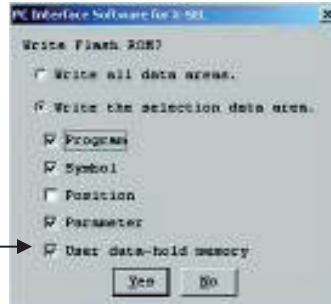 PC Interface Software for X-SEL
Write Flash ROM?
Write all data areas.
Write the selection data area.
Program
Symbol
Position
Parameter
User data-hold memory
Yes
No